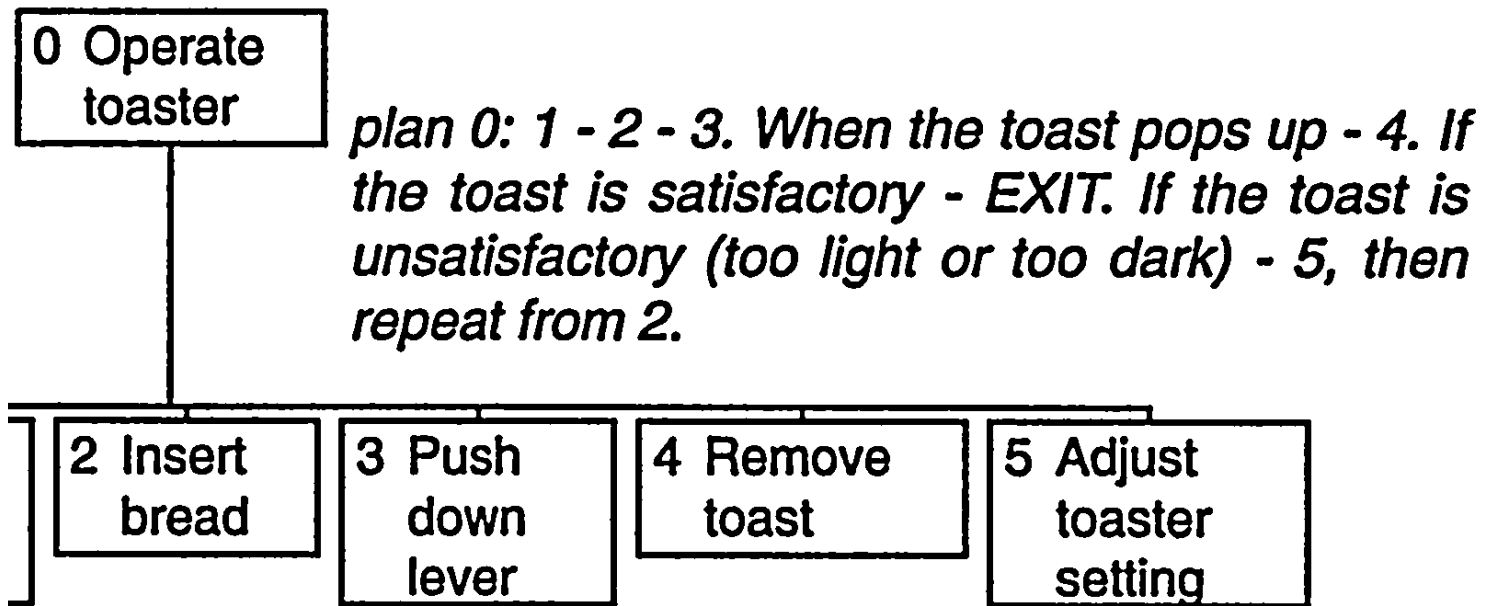 0 Operate
toaster
plan 0: 1 - 2 - 3. When the toast pops up - 4. If
the toast is satisfactory - EXIT. If the toast is
unsatisfactory (too light or too dark) - 5, then
repeat from 2.
2 Insert
bread
3 Push
down
lever
4 Remove
toast
5 Adjust
toaster
setting